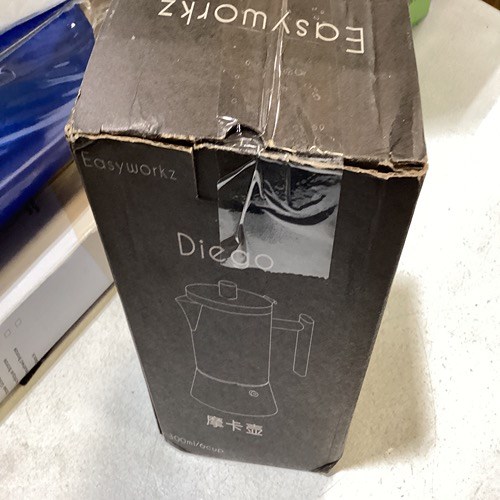 Easyworkz
Easyworkz
Diego
摩卡壶
300ml/6cup